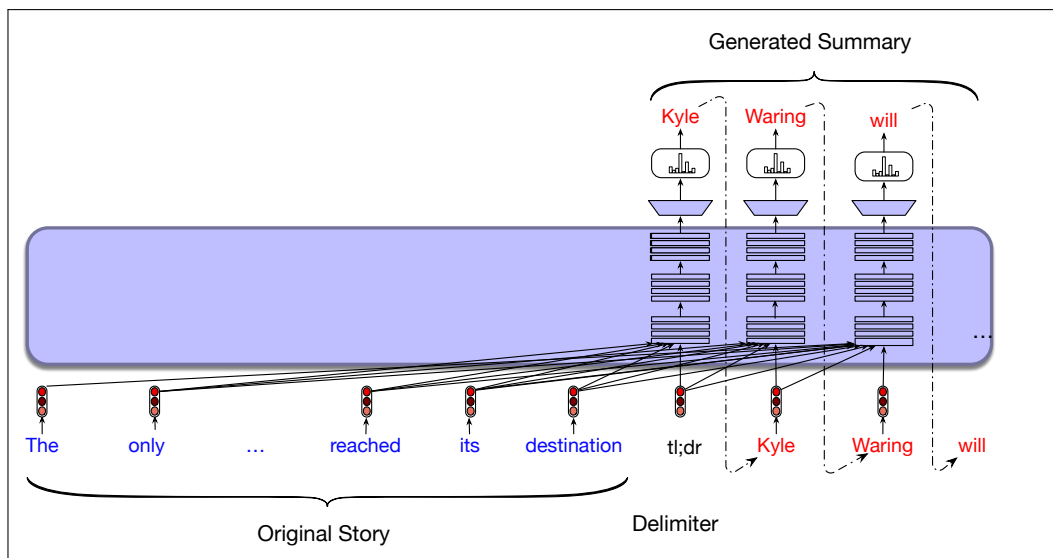 Generated Summary
Kyle Waring will
…
The only … reached its destination tl;dr Kyle Waring will
Original Story
Delimiter